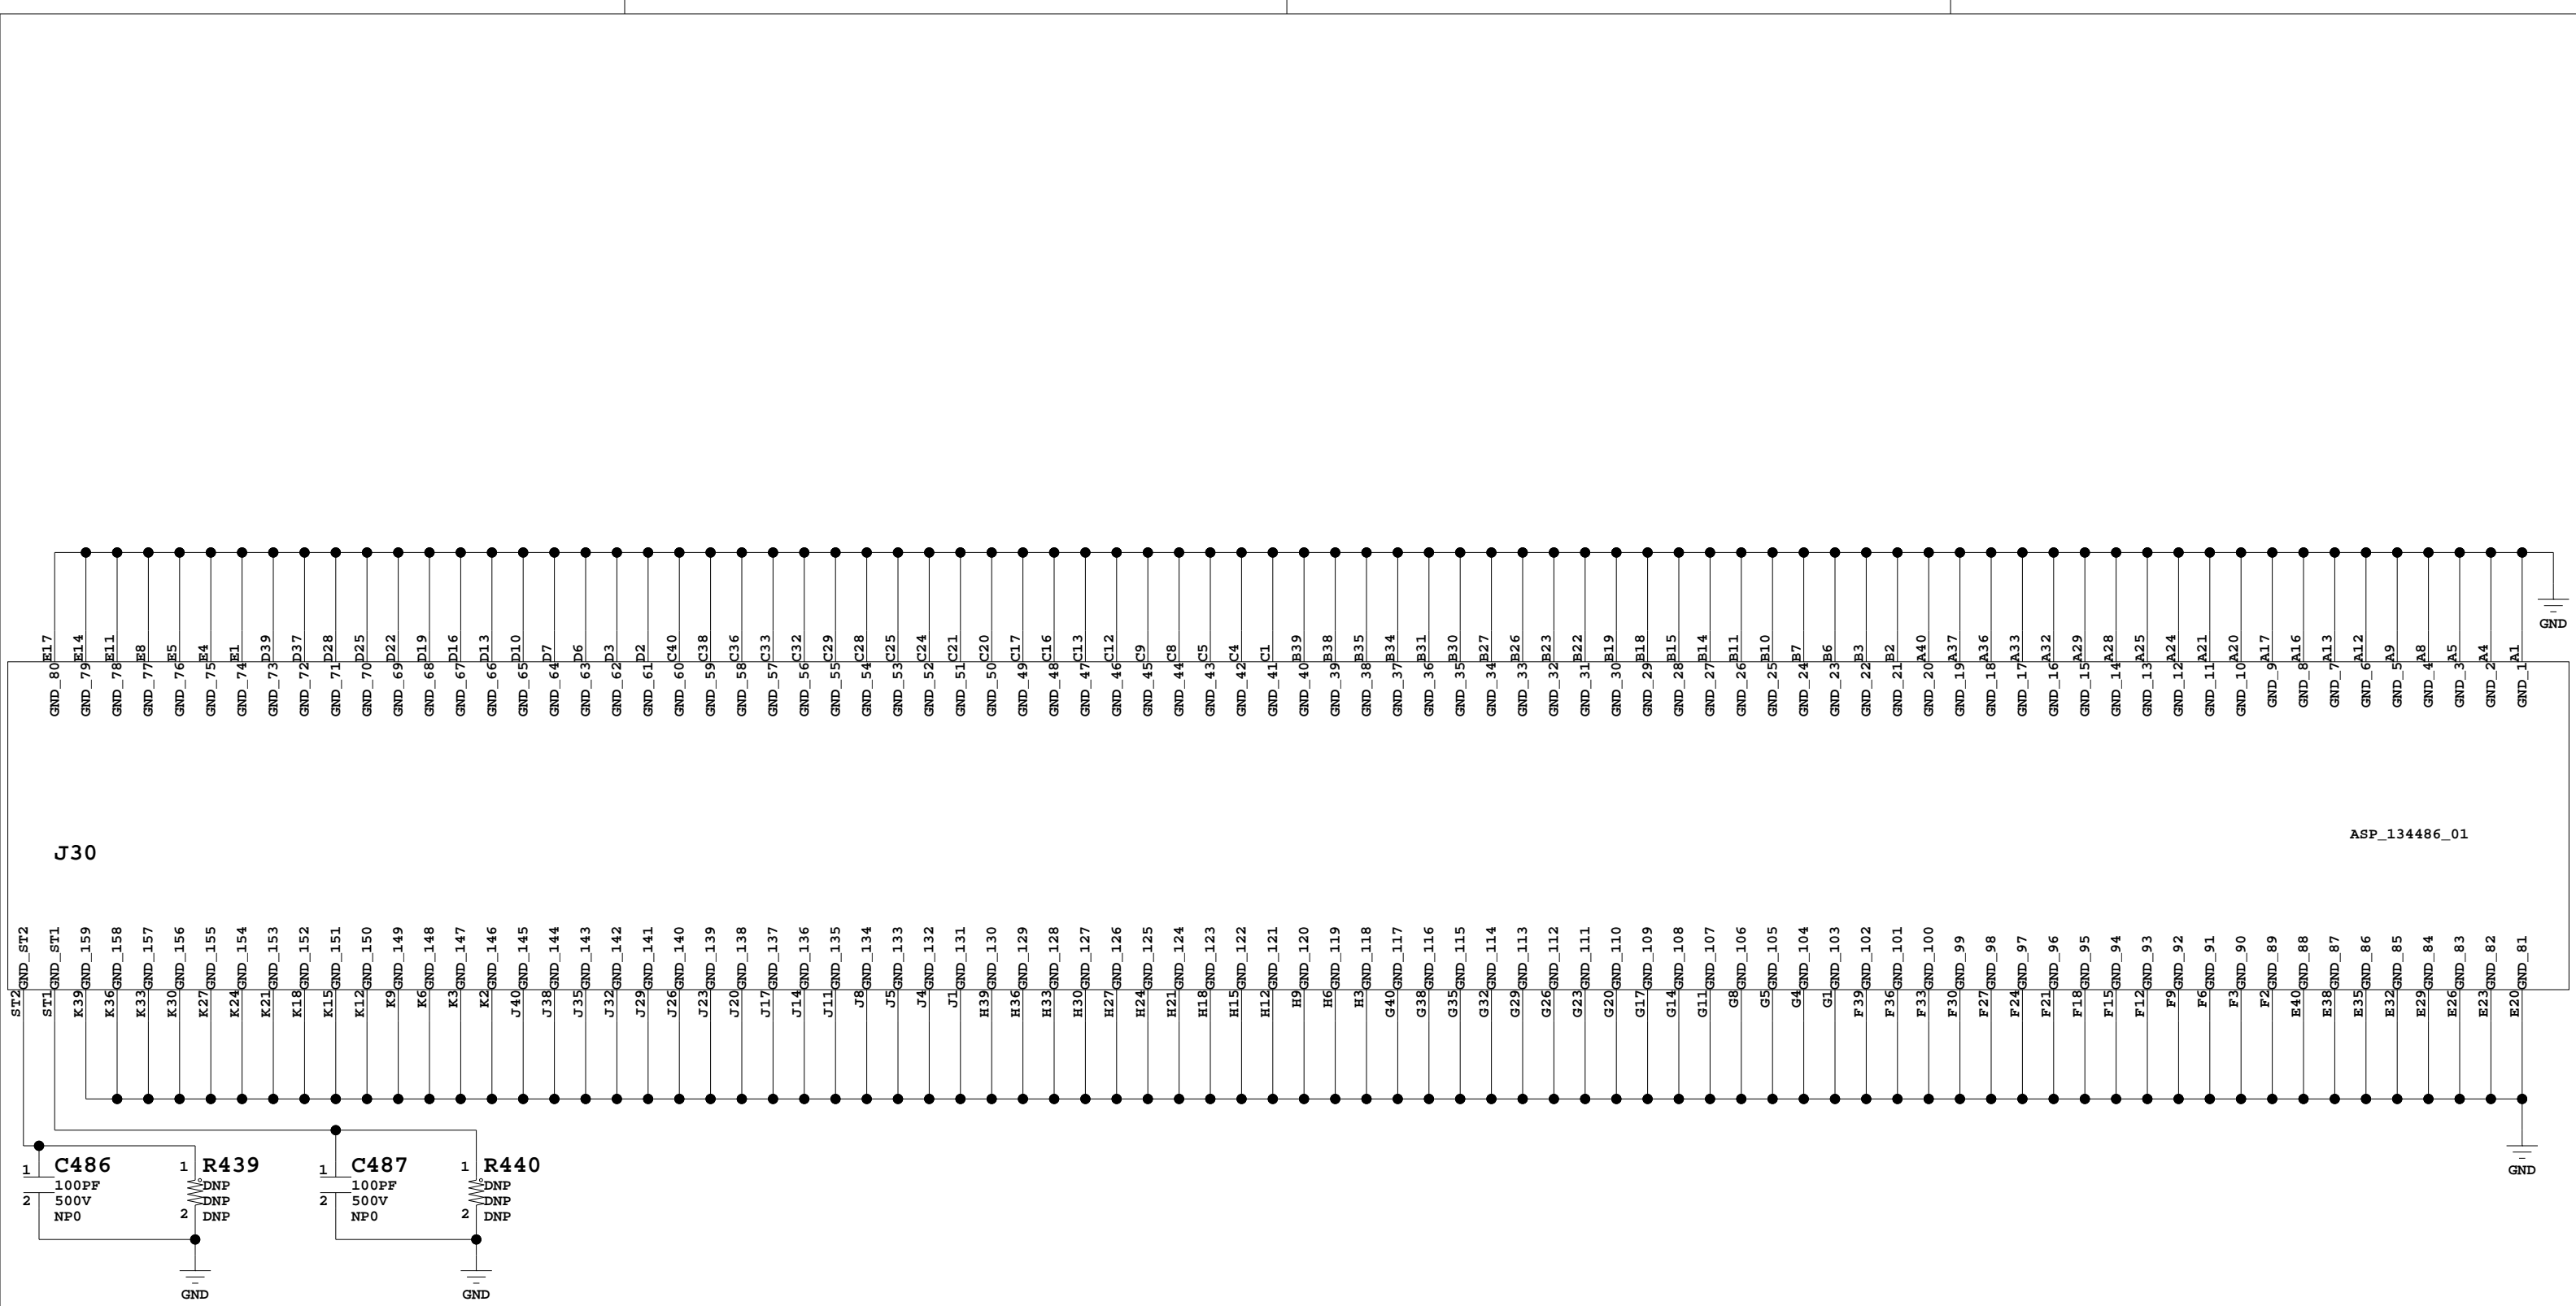 E17 E14 E11 E8 E5 E4 E1 D39 D37 D28 D25 D22 D19 D16 D13 D10 D7 D6 D3 D2 C40 C38 C36 C33 C32 C29 C28 C25 C24 C21 C20 C17 C16 C13 C12 C9 C8 C5 C4 C1 B39 B38 B35 B34 B31 B30 B27 B26 B23 B22 B19 B18 B15 B14 B11 B10 B7 B6 B3 B2 A40 A37 A36 A33 A32 A29 A28 A25 A24 A21 A20 A17 A16 A13 A12 A9 A8 A5 A4 A1
GND
GND_80 GND_79 GND_78 GND_77 GND_76 GND_75 GND_74 GND_73 GND_72 GND_71 GND_70 GND_69 GND_68 GND_67 GND_66 GND_65 GND_64 GND_63 GND_62 GND_61 GND_60 GND_59 GND_58 GND_57 GND_56 GND_55 GND_54 GND_53 GND_52 GND_51 GND_50 GND_49 GND_48 GND_47 GND_46 GND_45 GND_44 GND_43 GND_42 GND_41 GND_40 GND_39 GND_38 GND_37 GND_36 GND_35 GND_34 GND_33 GND_32 GND_31 GND_30 GND_29 GND_28 GND_27 GND_26 GND_25 GND_24 GND_23 GND_22 GND_21 GND_20 GND_19 GND_18 GND_17 GND_16 GND_15 GND_14 GND_13 GND_12 GND_11 GND_10 GND_9 GND_8 GND_7 GND_6 GND_5 GND_4 GND_3 GND_2 GND_1
ASP_134486_01
J30
GND_ST2 GND_ST1 GND_159 GND_158 GND_157 GND_156 GND_155 GND_154 GND_153 GND_152 GND_151 GND_150 GND_149 GND_148 GND_147 GND_146 GND_145 GND_144 GND_143 GND_142 GND_141 GND_140 GND_139 GND_138 GND_137 GND_136 GND_135 GND_134 GND_133 GND_132 GND_131 GND_130 GND_129 GND_128 GND_127 GND_126 GND_125 GND_124 GND_123 GND_122 GND_121 GND_120 GND_119 GND_118 GND_117 GND_116 GND_115 GND_114 GND_113 GND_112 GND_111 GND_110 GND_109 GND_108 GND_107 GND_106 GND_105 GND_104 GND_103 GND_102 GND_101 GND_100 GND_99 GND_98 GND_97 GND_96 GND_95 GND_94 GND_93 GND_92 GND_91 GND_90 GND_89 GND_88 GND_87 GND_86 GND_85 GND_84 GND_83 GND_82 GND_81
ST2 ST1 K39 K36 K33 K30 K27 K24 K21 K18 K15 K12 K9 K6 K3 K2 J40 J38 J35 J32 J29 J26 J23 J20 J17 J14 J11 J8 J5 J4 J1 H39 H36 H33 H30 H27 H24 H21 H18 H15 H12 H9 H6 H3 G40 G38 G35 G32 G29 G26 G23 G20 G17 G14 G11 G8 G5 G4 G1 F39 F36 F33 F30 F27 F24 F21 F18 F15 F12 F9 F6 F3 F2 E40 E38 E35 E32 E29 E26 E23 E20
1 C486 1 R439 1 C487 1 R440
GND
100PF DNP 100PF DNP
2 500V DNP 2 500V DNP
NP0 2 DNP NP0 2 DNP
GND GND